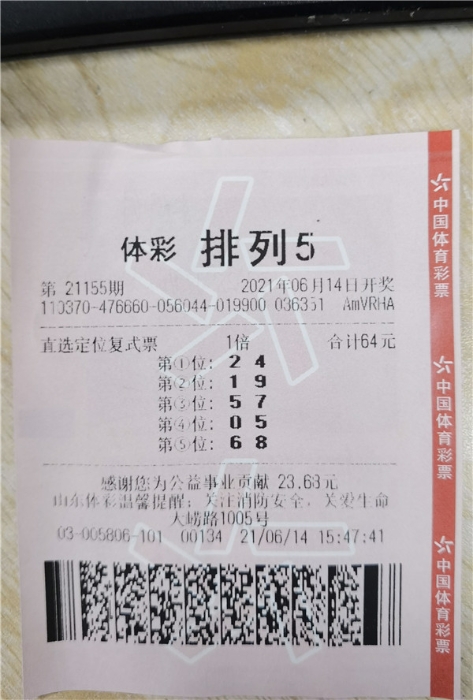 体彩 排列5
第 21155期 2021年06月14日开奖
110370-476660-056044-019900 036351 AmVRHA
直选定位复式票 1倍 合计64元
第①位: 2 4
第②位: 1 9
第③位: 5 7
第④位: 0 5
第⑤位: 6 8
感谢您为公益事业贡献 23.68元
山东体彩温馨提醒：关注消防安全，关爱生命
大崂路1005号
03-005806-101 00134 21/06/14 15:47:41
中国体育彩票
中国体育彩票
中国体育彩票